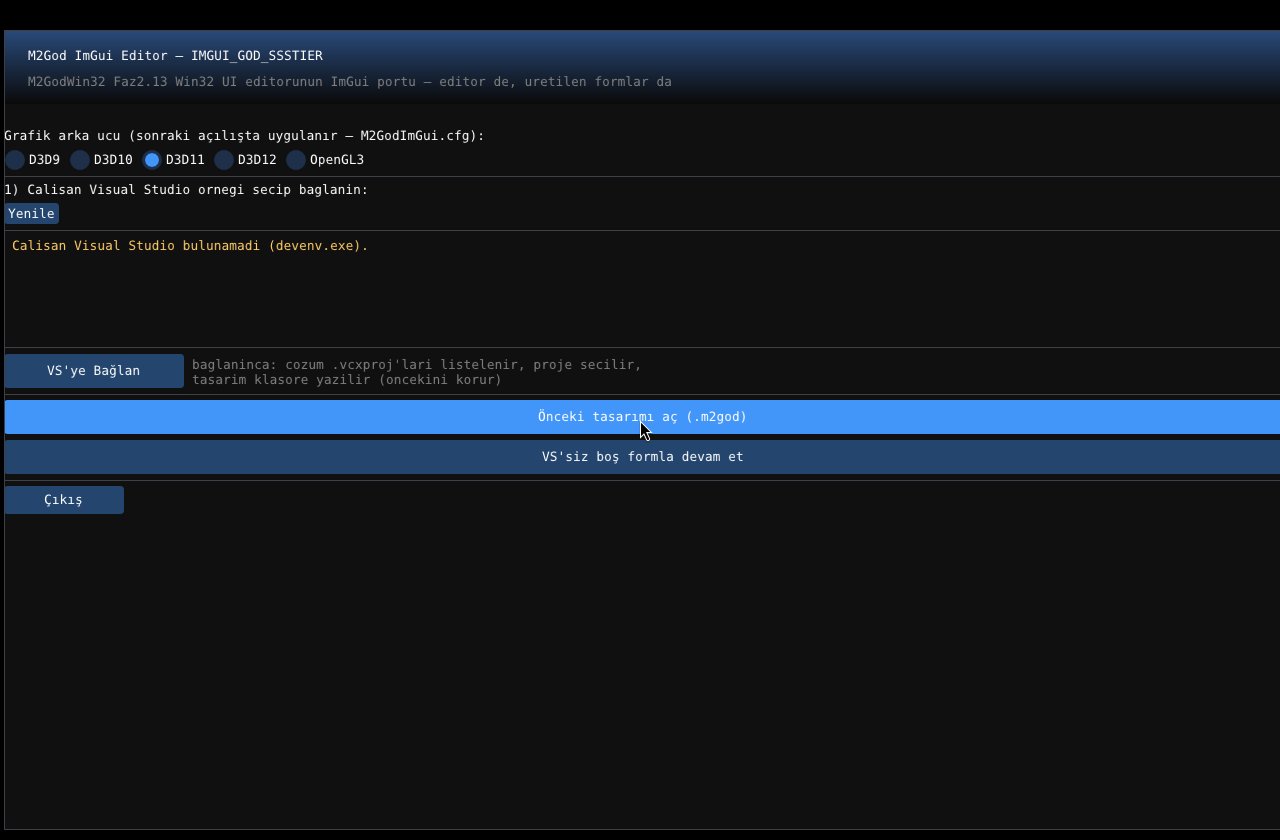 M2God ImGui Editor — IMGUI_GOD_SSSTIER
M2GodWin32 Faz2.13 Win32 UI editorunun ImGui portu — editor de, uretilen formlar da
Grafik arka ucu (sonraki açılışta uygulanır — M2GodImGui.cfg):
D3D9 D3D10 D3D11 D3D12 OpenGL3
1) Calisan Visual Studio ornegi secip baglanin:
Yenile
Calisan Visual Studio bulunamadi (devenv.exe).
VS'ye Bağlan
baglaninca: cozum .vcxproj'lari listelenir, proje secilir,
tasarim klasore yazilir (oncekini korur)
Önceki tasarımı aç (.m2god)
VS'siz boş formla devam et
Çıkış